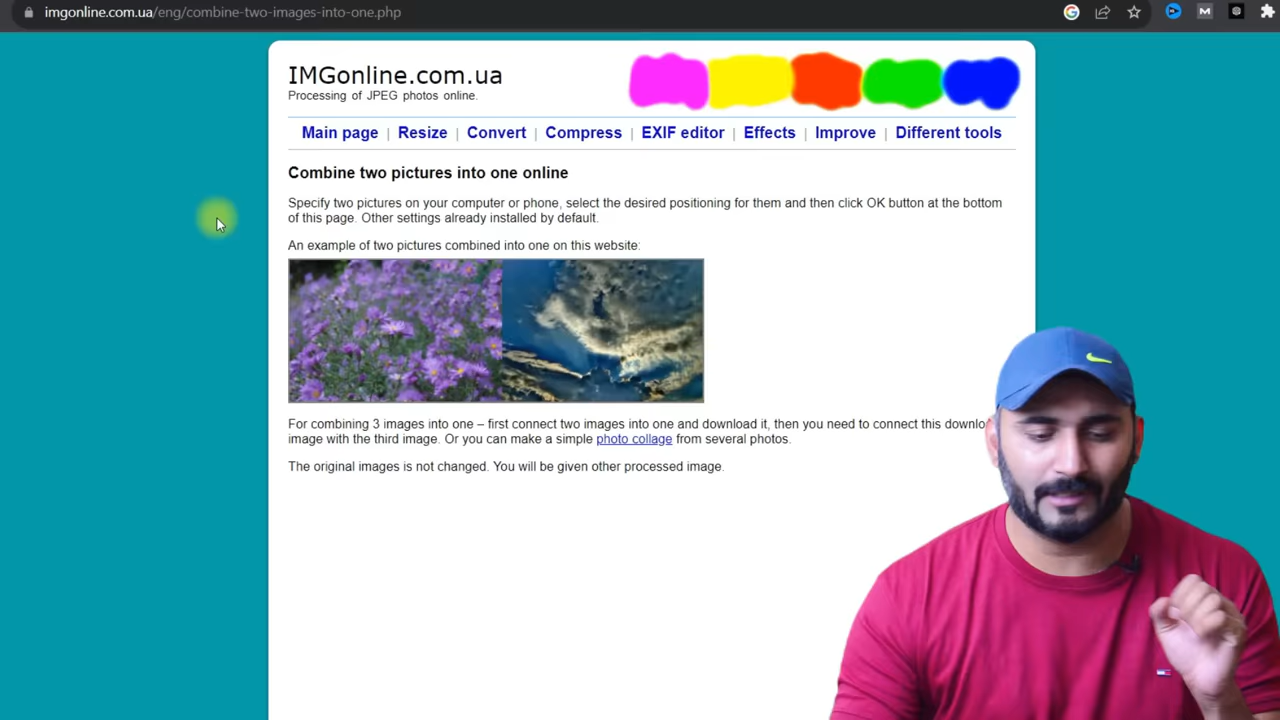 imgonline.com.ua/eng/combine-two-images-into-one.php
IMGonline.com.ua
Processing of JPEG photos online.
Main page | Resize | Convert | Compress | EXIF editor | Effects | Improve | Different tools
Combine two pictures into one online
Specify two pictures on your computer or phone, select the desired positioning for them and then click OK button at the bottom
of this page. Other settings already installed by default.
An example of two pictures combined into one on this website:
For combining 3 images into one – first connect two images into one and download it, then you need to connect this downlo
image with the third image. Or you can make a simple photo collage from several photos.
The original images is not changed. You will be given other processed image.